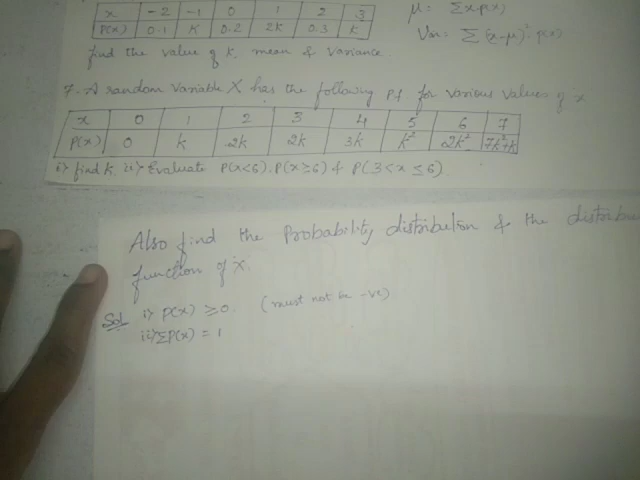 x -2 -1 0 1 2 3
P(x) 0.1 K 0.2 2K 0.3 K
μ: Σx·p(x)
Var: Σ (x-μ)² · p(x)
find the value of K, mean & Variance.
7. A random Variable X has the following p.f for various values of x
x 0 1 2 3 4 5 6 7
P(x) 0 k 2k 2k 3k k² 2k² 7k²+k
i> find k. ii> Evaluate P(x<6), P(x≥6) & P(3<x≤6).
Also find the Probability distribution & the distribu
function of x.
Sol i> P(x) ≥0. (must not be -ve)
ii> ΣP(x) = 1